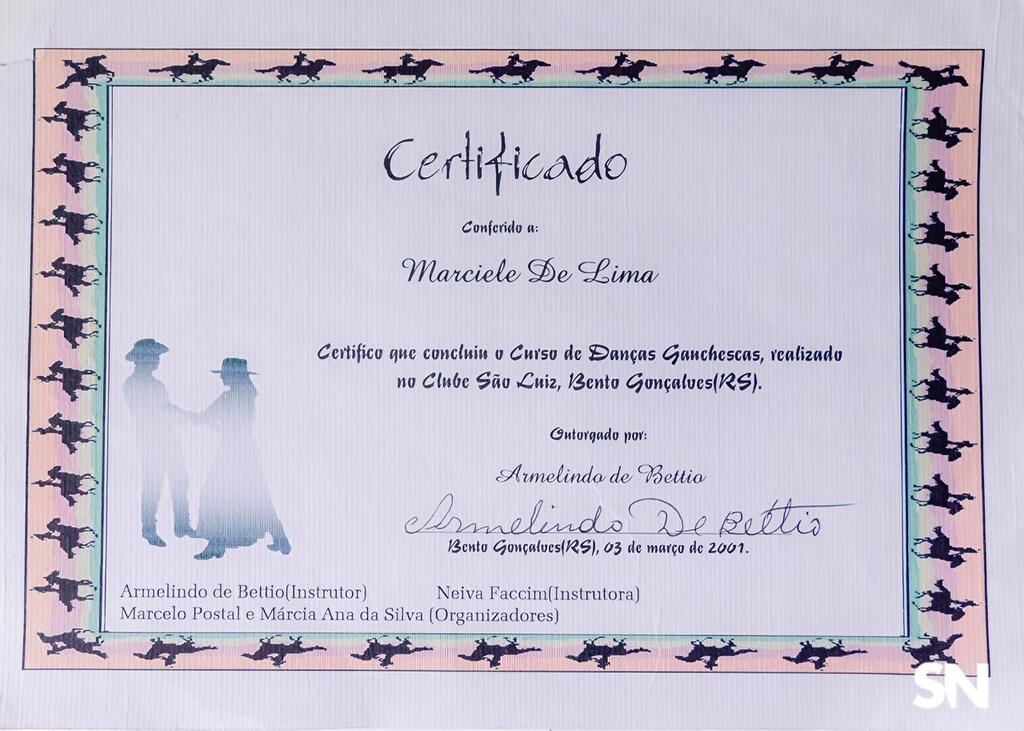 Certificado
Conferido a:
Marciele De Lima
Certifico que concluiu o Curso de Danças Gauchescas, realizado
no Clube São Luiz, Bento Gonçalves(RS).
Outorgado por:
Armelindo de Bettio
Armelindo De Bettio
Bento Gonçalves(RS), 03 de março de 2001.
Armelindo de Bettio(Instrutor) Neiva Faccim(Instrutora)
Marcelo Postal e Márcia Ana da Silva (Organizadores)
SN